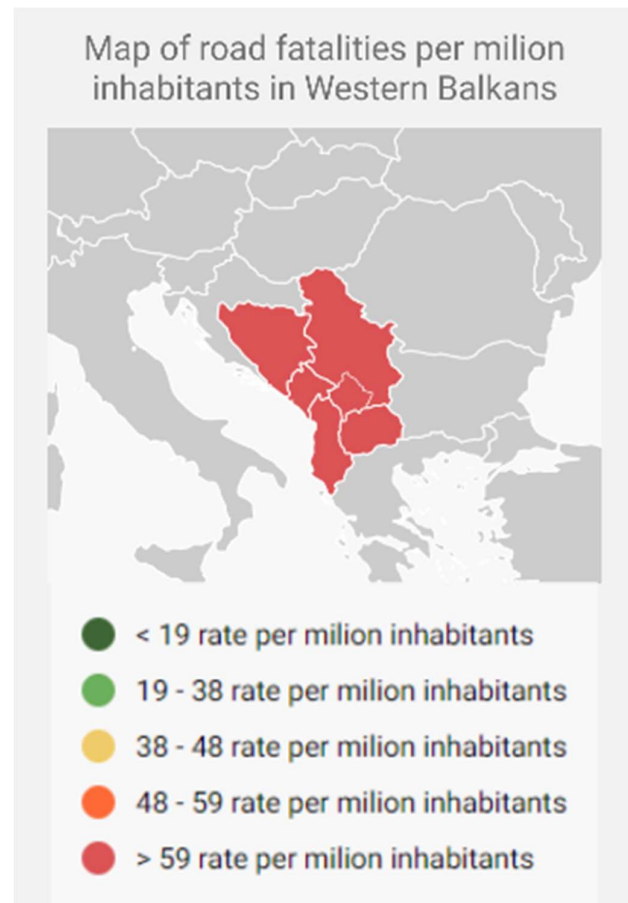 Map of road fatalities per milion
inhabitants in Western Balkans
< 19 rate per milion inhabitants
19 - 38 rate per milion inhabitants
38 - 48 rate per milion inhabitants
48 - 59 rate per milion inhabitants
> 59 rate per milion inhabitants